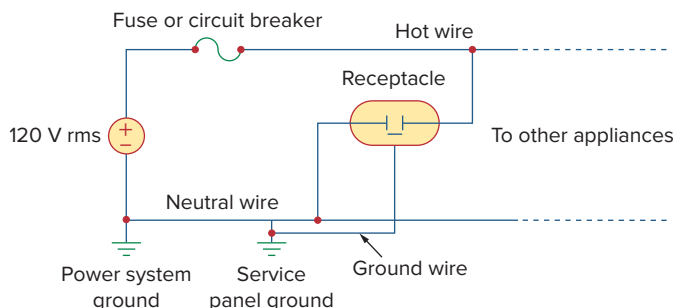 Fuse or circuit breaker
Hot wire
Receptacle
120 V rms
+
–
To other appliances
Neutral wire
Power system
ground
Service
panel ground
Ground wire